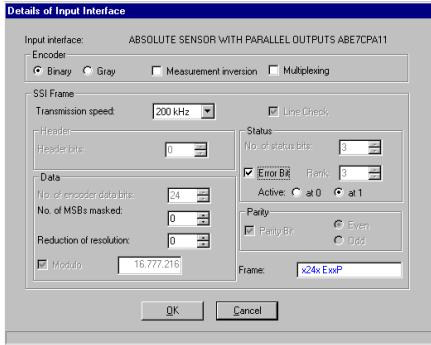 Details of Input Interface
Input interface: ABSOLUTE SENSOR WITH PARALLEL OUTPUTS ABE7CPA11
Encoder
Binary Gray Measurement inversion Multiplexing
SSI Frame
Transmission speed: 200 kHz Line Check
Header
Header bits: 0
Status
No. of status bits: 3
Error Bit Rank 3
Active: at 0 at 1
Data
No. of encoder data bits: 24
No. of MSBs masked: 0
Reduction of resolution: 0
Modulo 16.777.216
Parity
Parity Bit Even
Odd
Frame: x24x ExxP
OK Cancel